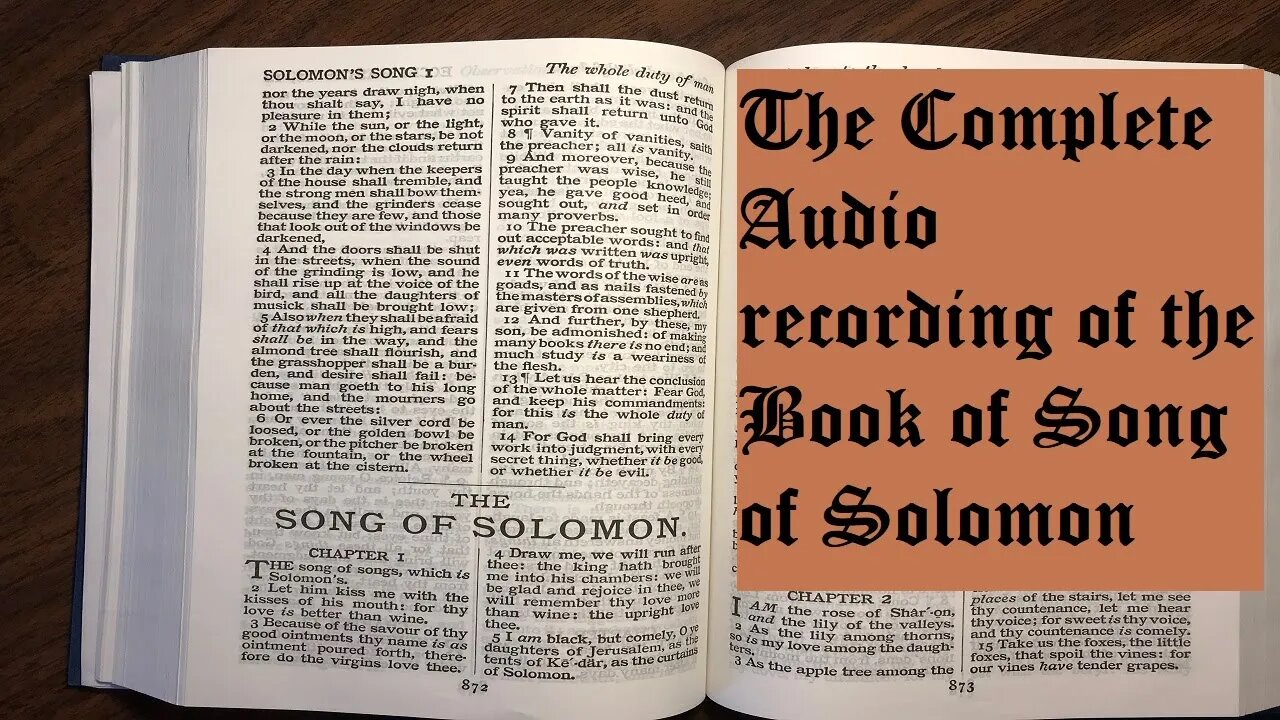 SOLOMON'S SONG 1
The whole duty of man
nor the years draw nigh, when
thou shalt say, I have no
pleasure in them;
2 While the sun, or the light,
or the moon, or the stars, be not
darkened, nor the clouds return
after the rain:
3 In the day when the keepers
of the house shall tremble, and
the strong men shall bow them-
selves, and the grinders cease
because they are few, and those
that look out of the windows be
darkened,
4 And the doors shall be shut
in the streets, when the sound
of the grinding is low, and he
shall rise up at the voice of the
bird, and all the daughters of
musick shall be brought low;
5 Also when they shall be afraid
of that which is high, and fears
shall be in the way, and the
almond tree shall flourish, and
the grasshopper shall be a bur-
den, and desire shall fail: be-
cause man goeth to his long
home, and the mourners go
about the streets:
6 Or ever the silver cord be
loosed, or the golden bowl be
broken, or the pitcher be broken
at the fountain, or the wheel
broken at the cistern.
7 Then shall the dust return
to the earth as it was: and the
spirit shall return unto God
who gave it.
8 ¶ Vanity of vanities, saith
the preacher; all is vanity.
9 And moreover, because the
preacher was wise, he still
taught the people knowledge;
yea, he gave good heed, and
sought out, and set in order
many proverbs.
10 The preacher sought to find
out acceptable words: and that
which was written was upright,
even words of truth.
11 The words of the wise are as
goads, and as nails fastened by
the masters of assemblies, which
are given from one shepherd.
12 And further, by these, my
son, be admonished: of making
many books there is no end; and
much study is a weariness of
the flesh.
13 ¶ Let us hear the conclusion
of the whole matter: Fear God,
and keep his commandments:
for this is the whole duty of
man.
14 For God shall bring every
work into judgment, with every
secret thing, whether it be good,
or whether it be evil.
THE
SONG OF SOLOMON.
CHAPTER 1
THE song of songs, which is
Solomon's.
2 Let him kiss me with the
kisses of his mouth: for thy
love is better than wine.
3 Because of the savour of thy
good ointments thy name is as
ointment poured forth, there-
fore do the virgins love thee.
4 Draw me, we will run after
thee: the king hath brought
me into his chambers: we will
be glad and rejoice in thee, we
will remember thy love more
than wine: the upright love
thee.
5 I am black, but comely, O ye
daughters of Jerusalem, as the
tents of Ke´-där, as the curtains
of Solomon.
872
The Complete
Audio
recording of the
Book of Song
of Solomon
CHAPTER 2
I AM the rose of Shâr´-on,
and the lily of the valleys.
2 As the lily among thorns,
so is my love among the daugh-
ters.
3 As the apple tree among the
places of the stairs, let me see
thy countenance, let me hear
thy voice; for sweet is thy voice,
and thy countenance is comely.
15 Take us the foxes, the little
foxes, that spoil the vines: for
our vines have tender grapes.
873